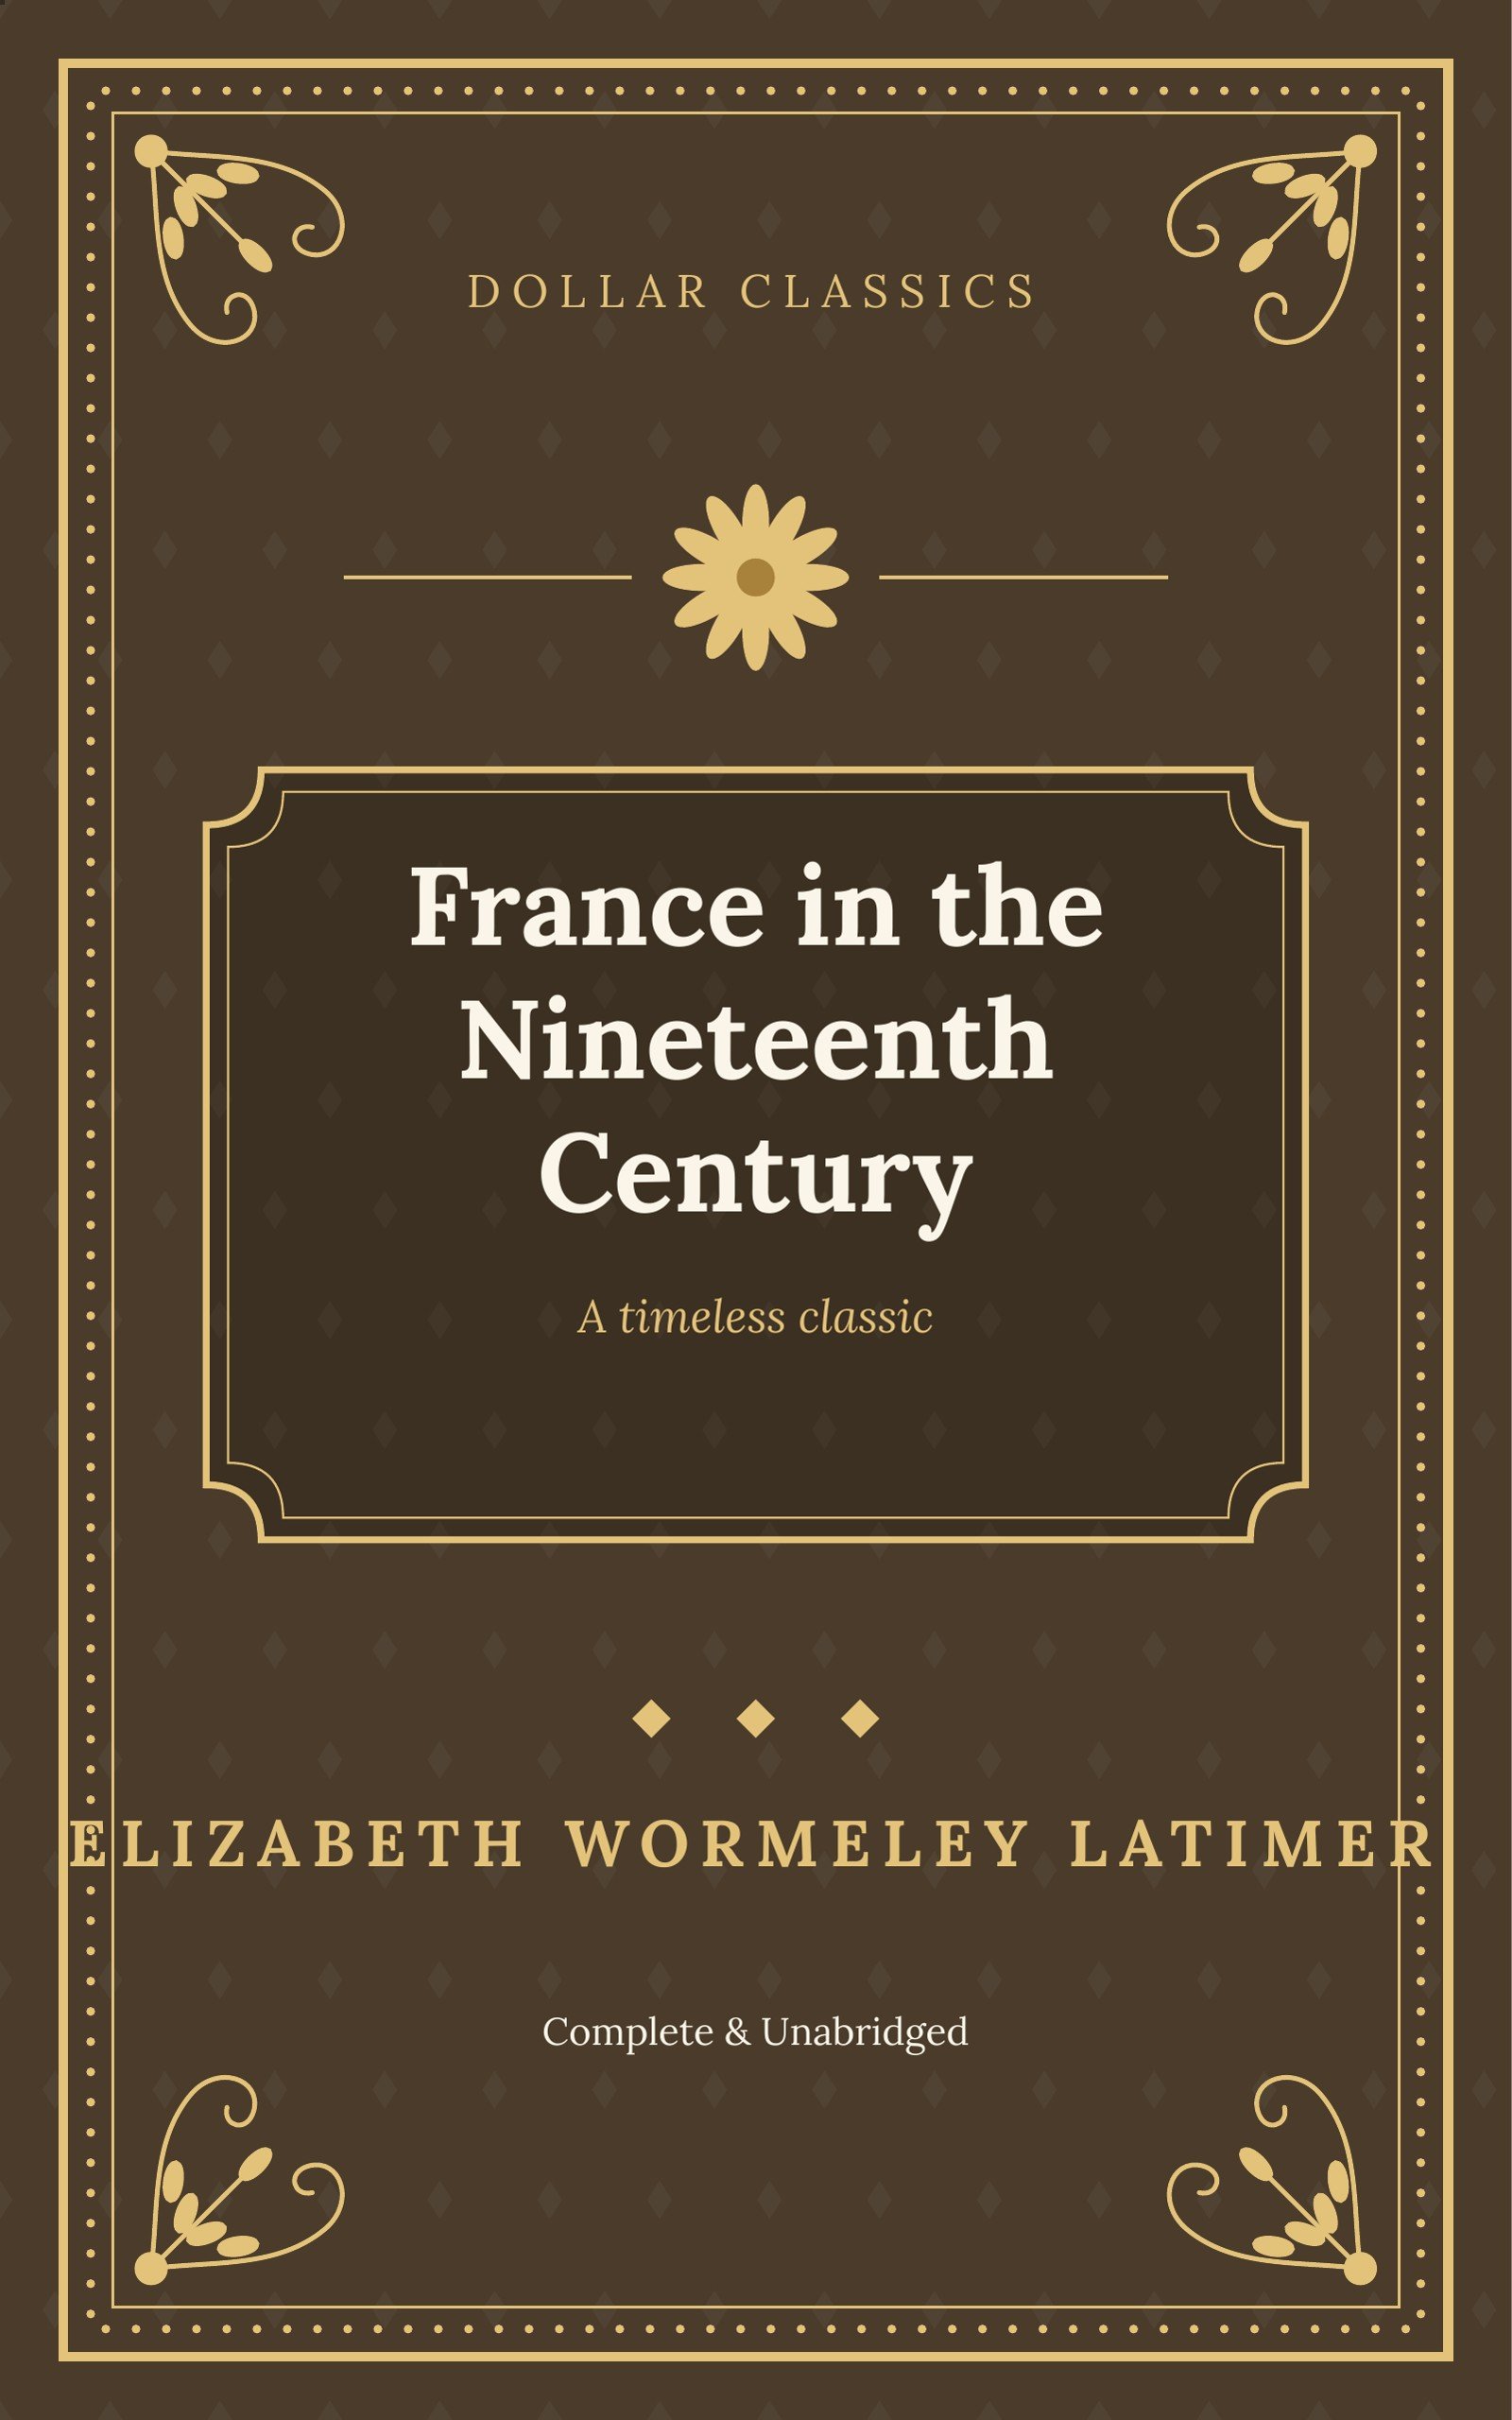 DOLLAR CLASSICS
France in the
Nineteenth
Century
A timeless classic
ELIZABETH WORMELEY LATIMER
Complete & Unabridged